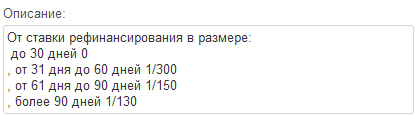 Описание:
От ставки рефинансирования в размере:
до 30 дней 0
, от 31 дня до 60 дней 1/300
, от 61 дня до 90 дней 1/150
, более 90 дней 1/130